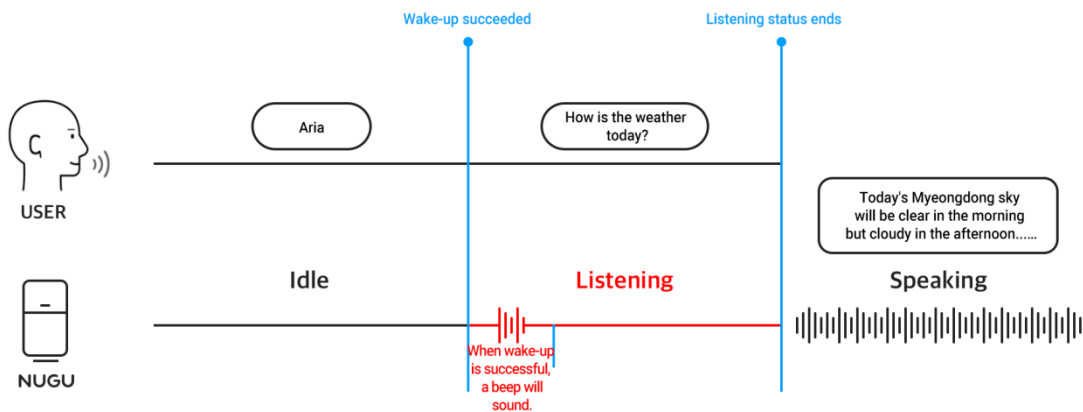 Wake-up succeeded
Listening status ends
Aria
How is the weather
today?
USER
Today's Myeongdong sky
will be clear in the morning
but cloudy in the afternoon......
Idle
Listening
Speaking
When wake-up
is successful,
a beep will
sound.
NUGU